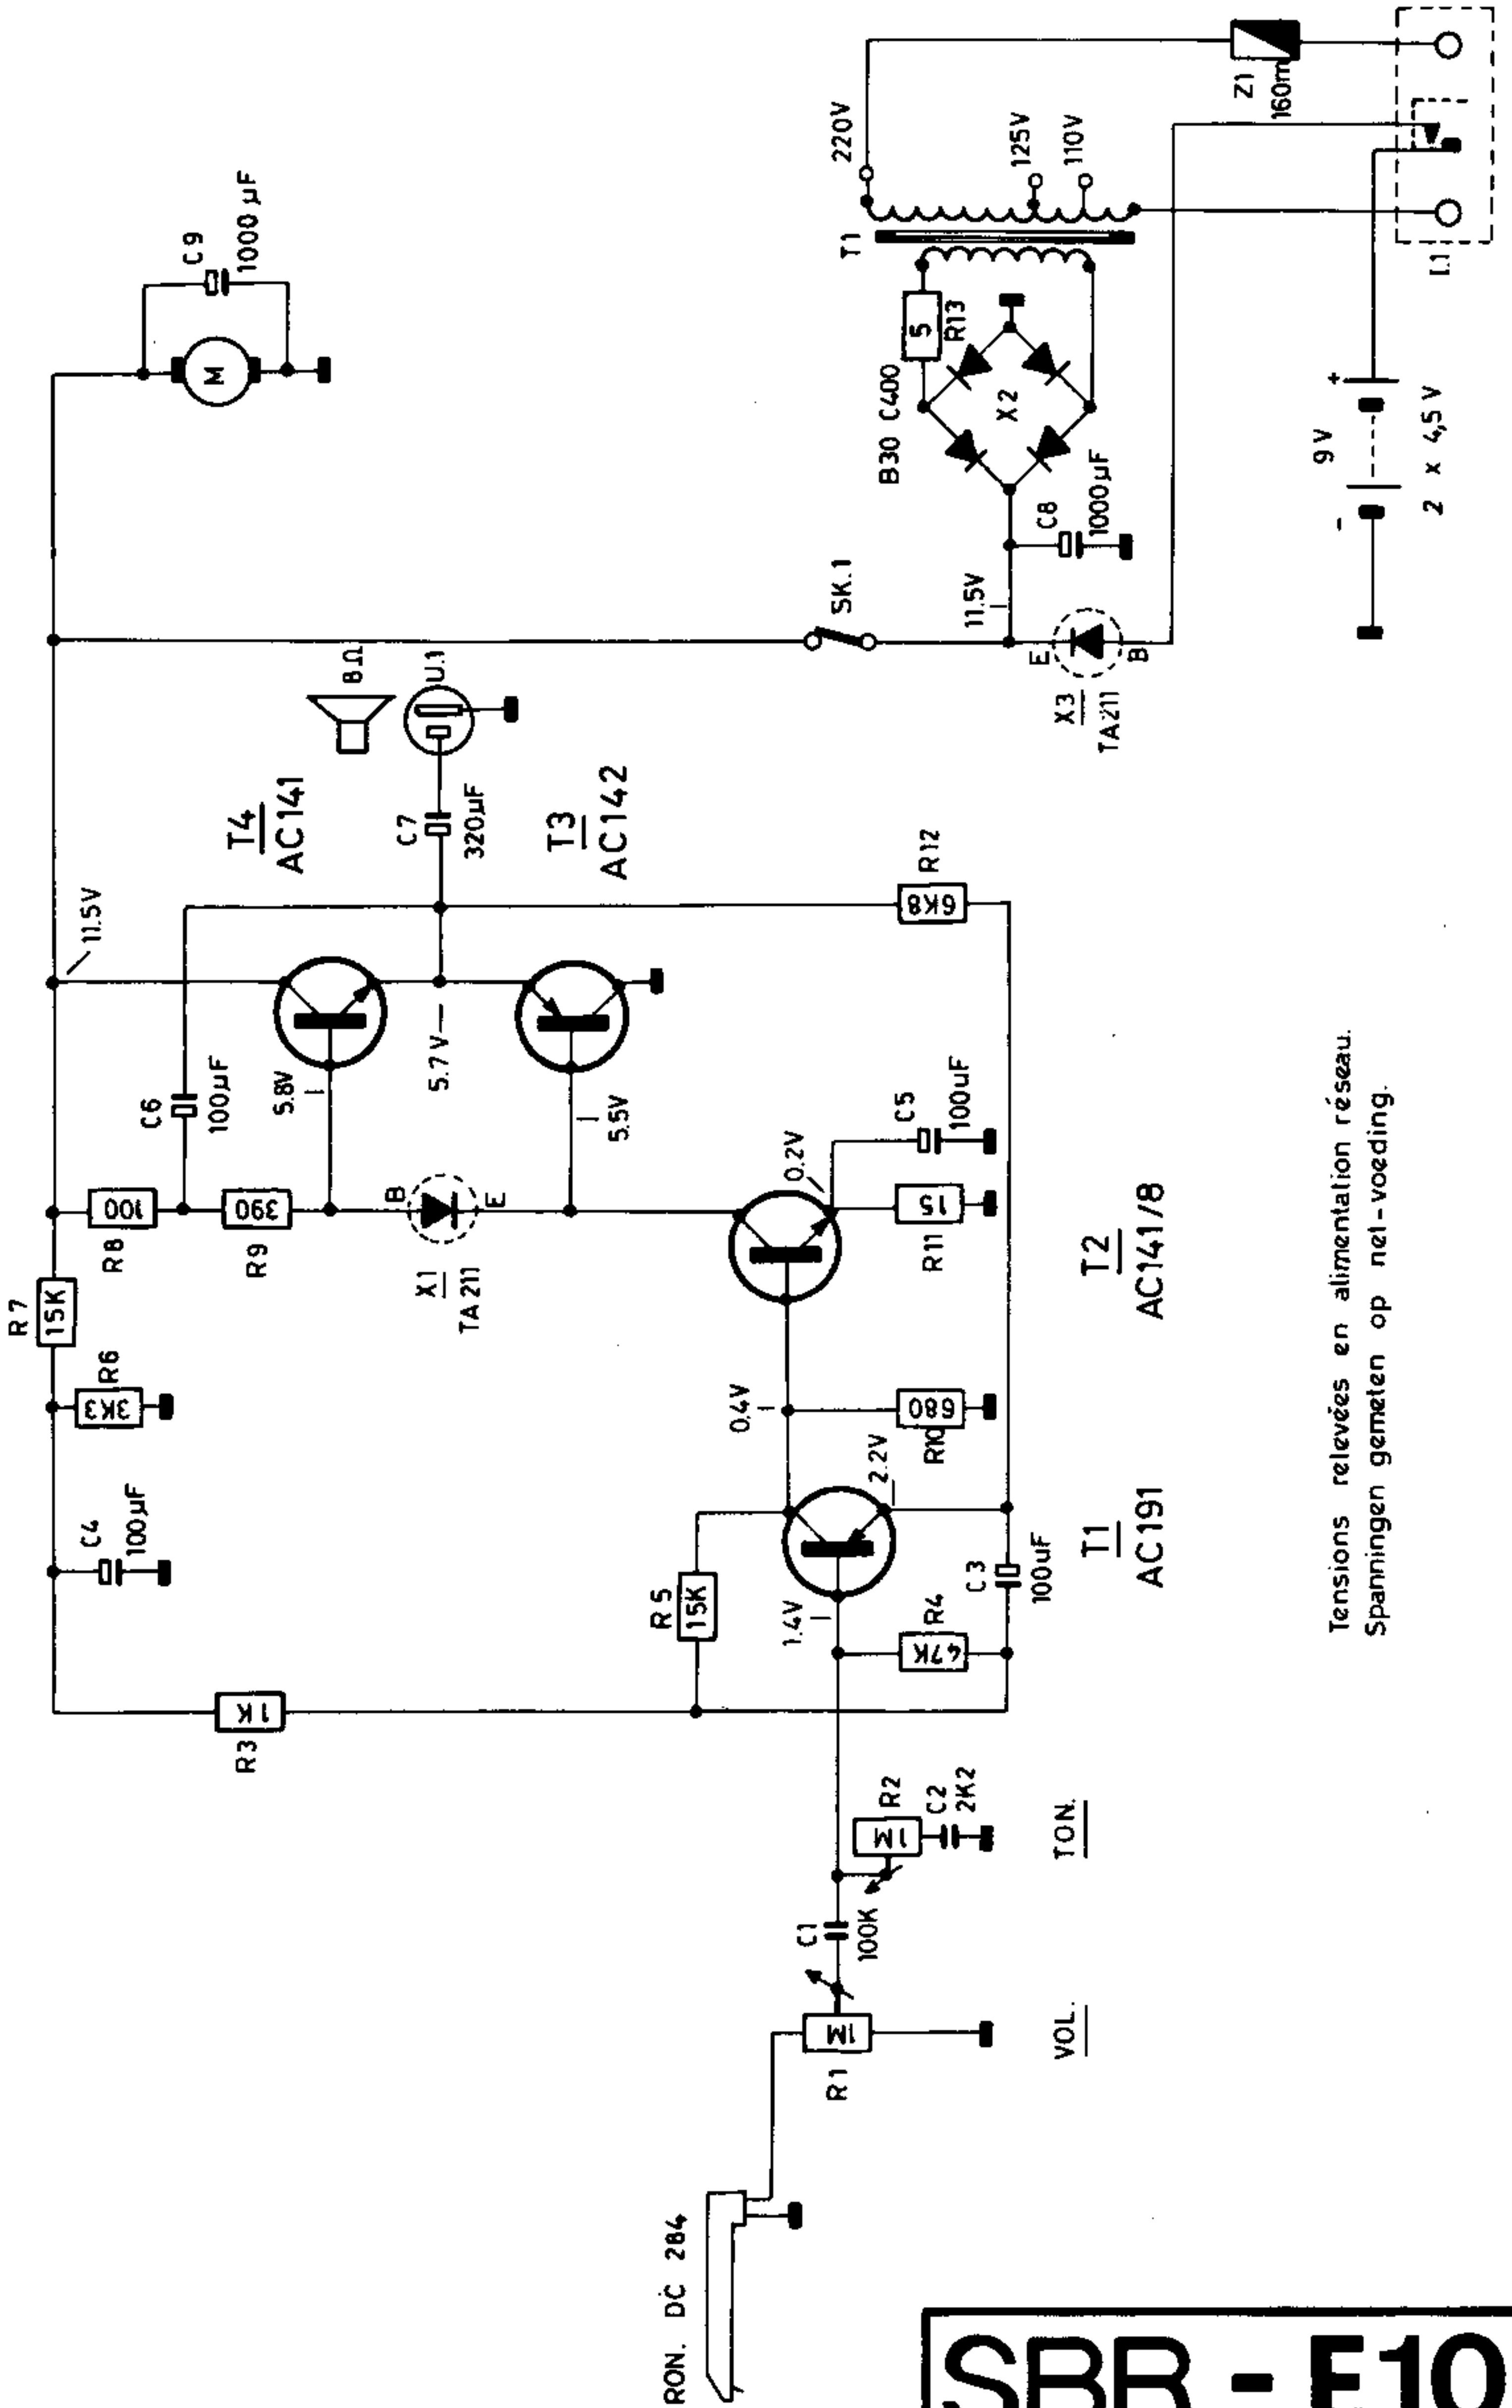 RON. DC 284
R1
1M
VOL.
C1
100K
1M
R2
C2
2K2
TON.
R3
1K
C4
100µF
R6
3K3
R7
15K
R5
15K
1.4V
47K
R4
C3
100uF
2.2V
T1
AC191
0.4V
680
R10
R8
100
R9
390
C6
100µF
X1
TA 211
B
E
0.2V
R11
15
C5
100uF
T2
AC141/8
11.5V
5.8V
5.7V
5.5V
T4
AC141
T3
AC142
C7
320µF
8Ω
U.1
R12
6K8
M
C9
1000 µF
SK.1
11.5V
E
B
X3
TA211
C8
1000µF
B30 C400
X2
5
R13
T1
220V
125V
110V
Z1
160m
I.1
9V
-
+
2 x 4,5 V
Tensions relevées en alimentation réseau.
Spanningen gemeten op net-voeding.
SBR - E10